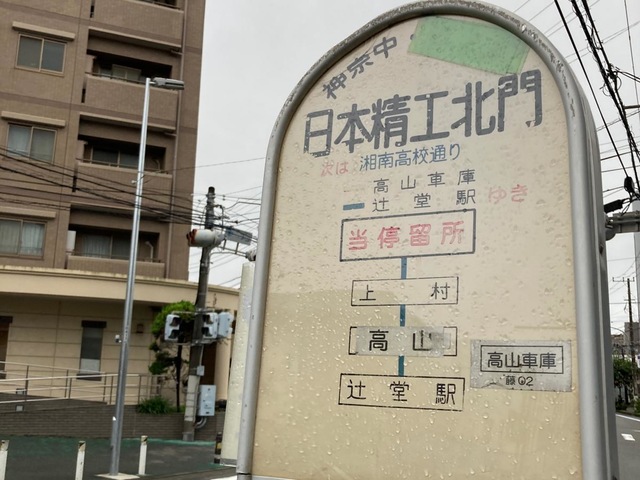 神奈中
日本精工北門
次は 湘南高校通り
高山車庫
辻堂駅 ゆき
当停留所
上村
高山
辻堂駅
高山車庫
藤02